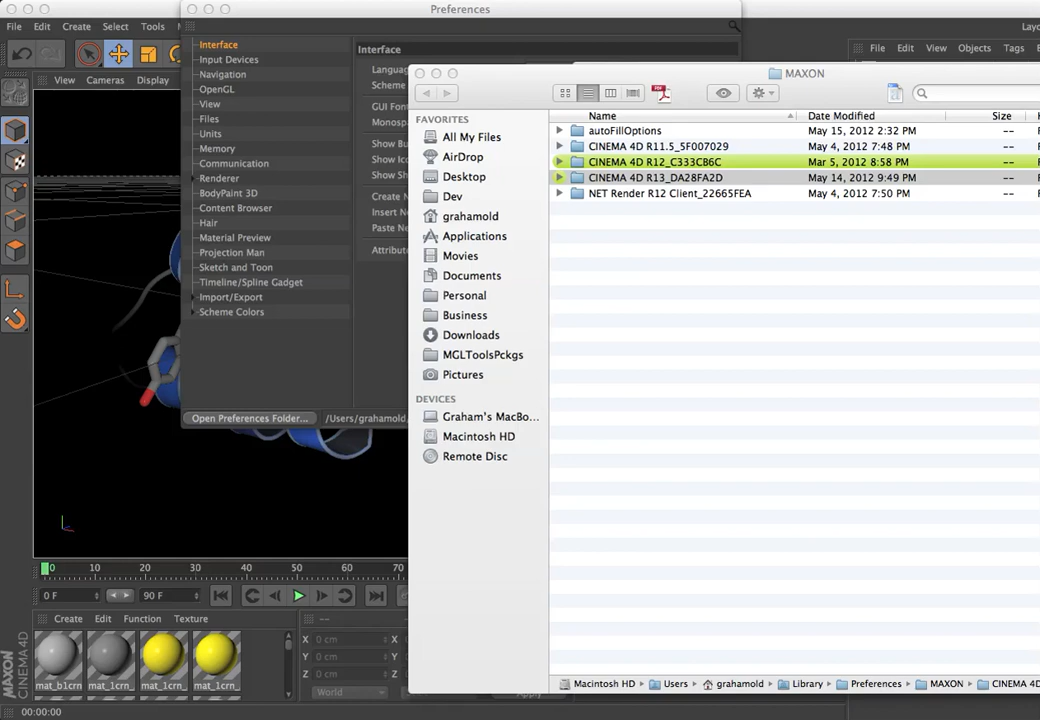 Preferences
File Edit Create Select Tools
Layo
View Cameras Display
File Edit View Objects Tags
Interface
Input Devices
Navigation
OpenGL
View
Files
Units
Memory
Communication
Renderer
BodyPaint 3D
Content Browser
Hair
Material Preview
Projection Man
Sketch and Toon
Timeline/Spline Gadget
Import/Export
Scheme Colors
Open Preferences Folder...
/Users/grahamold,
Interface
Langua
Scheme
GUI Fon
Monosp
Show Bu
Show Ico
Show Sh
Create N
Insert N
Paste Ne
Attribut
MAXON
FAVORITES
All My Files
AirDrop
Desktop
Dev
grahamold
Applications
Movies
Documents
Personal
Business
Downloads
MGLToolsPckgs
Pictures
DEVICES
Graham's MacBo...
Macintosh HD
Remote Disc
Name Date Modified Size
autoFillOptions May 15, 2012 2:32 PM --
CINEMA 4D R11.5_5F007029 May 4, 2012 7:48 PM --
CINEMA 4D R12_C333CB6C Mar 5, 2012 8:58 PM --
CINEMA 4D R13_DA28FA2D May 14, 2012 9:49 PM --
NET Render R12 Client_22665FEA May 4, 2012 7:50 PM --
Macintosh HD Users grahamold Library Preferences MAXON CINEMA 4D
0 10 20 30 40 50 60 70
0 F 90 F
Create Edit Function Texture
mat_b1crn mat_1crn_ mat_1crn_ mat_1crn_
-- --
X 0 cm X
Y 0 cm Y
Z 0 cm Z
World
Apply
MAXON
CINEMA 4D
00:00:00